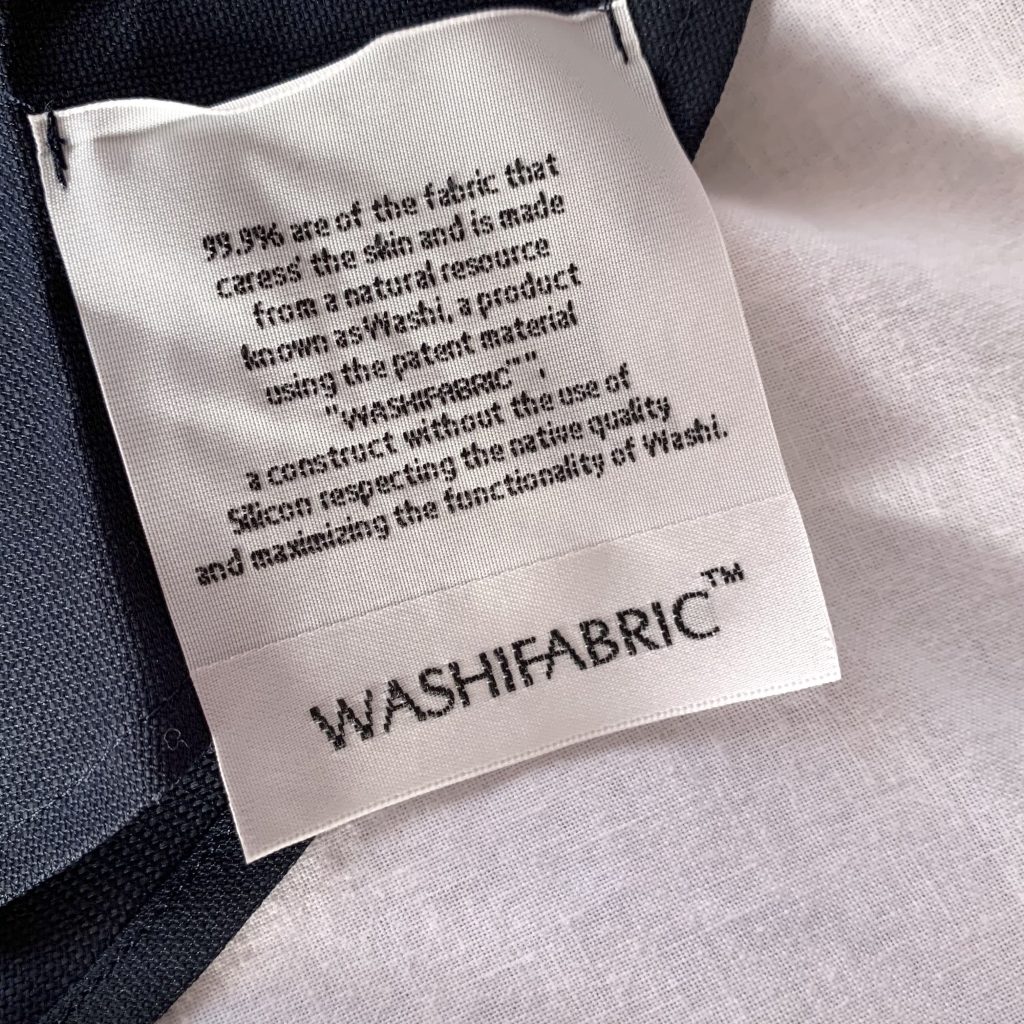 99.9% are of the fabric that
caress' the skin and is made
from a natural resource
known as Washi, a product
using the patent material
"WASHIFABRIC™",
a construct without the use of
Silicon respecting the native quality
and maximizing the functionality of Washi.
WASHIFABRIC™